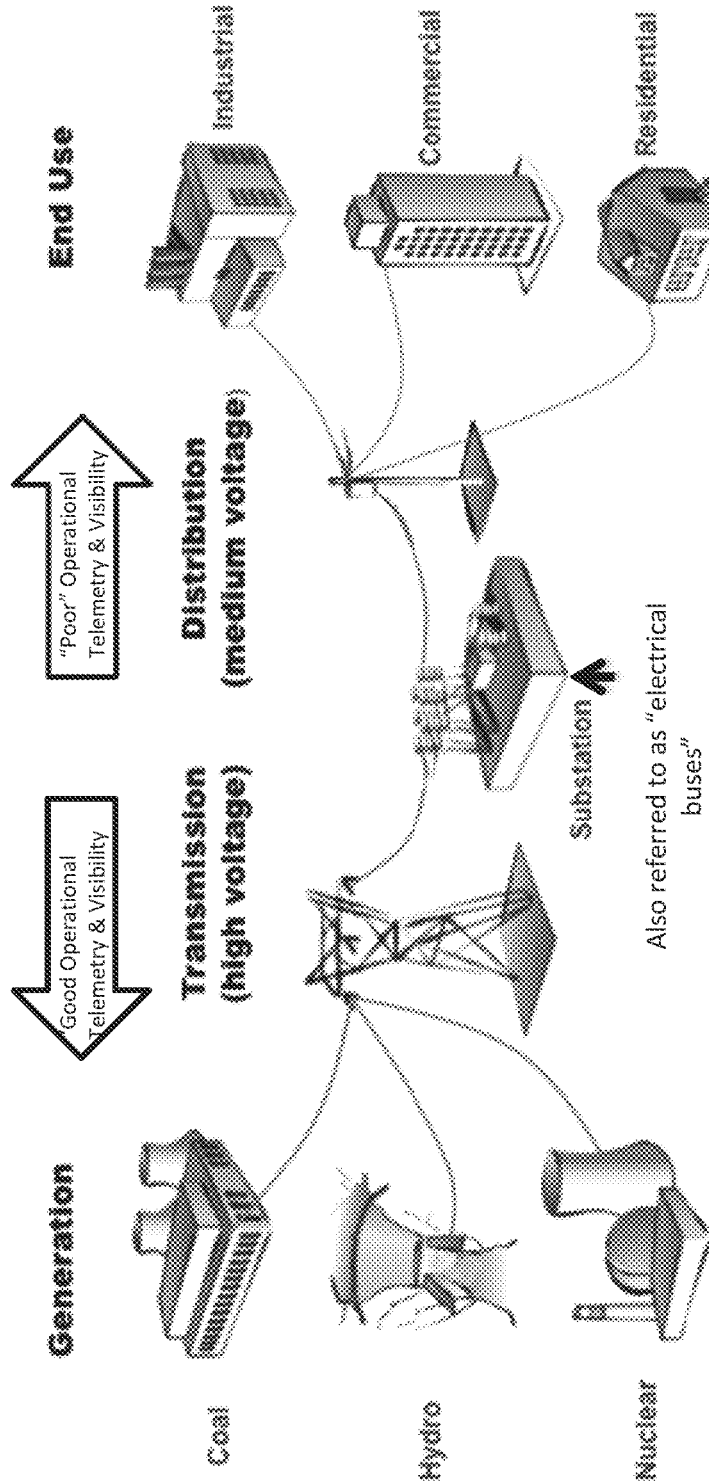 Generation
Coal
Hydro
Nuclear
"Good Operational
Telemetry & Visibility
Transmission
(high voltage)
Substation
Also referred to as "electrical
buses"
"Poor" Operational
Telemetry & Visibility
Distribution
(medium voltage)
End Use
Industrial
Commercial
Residential